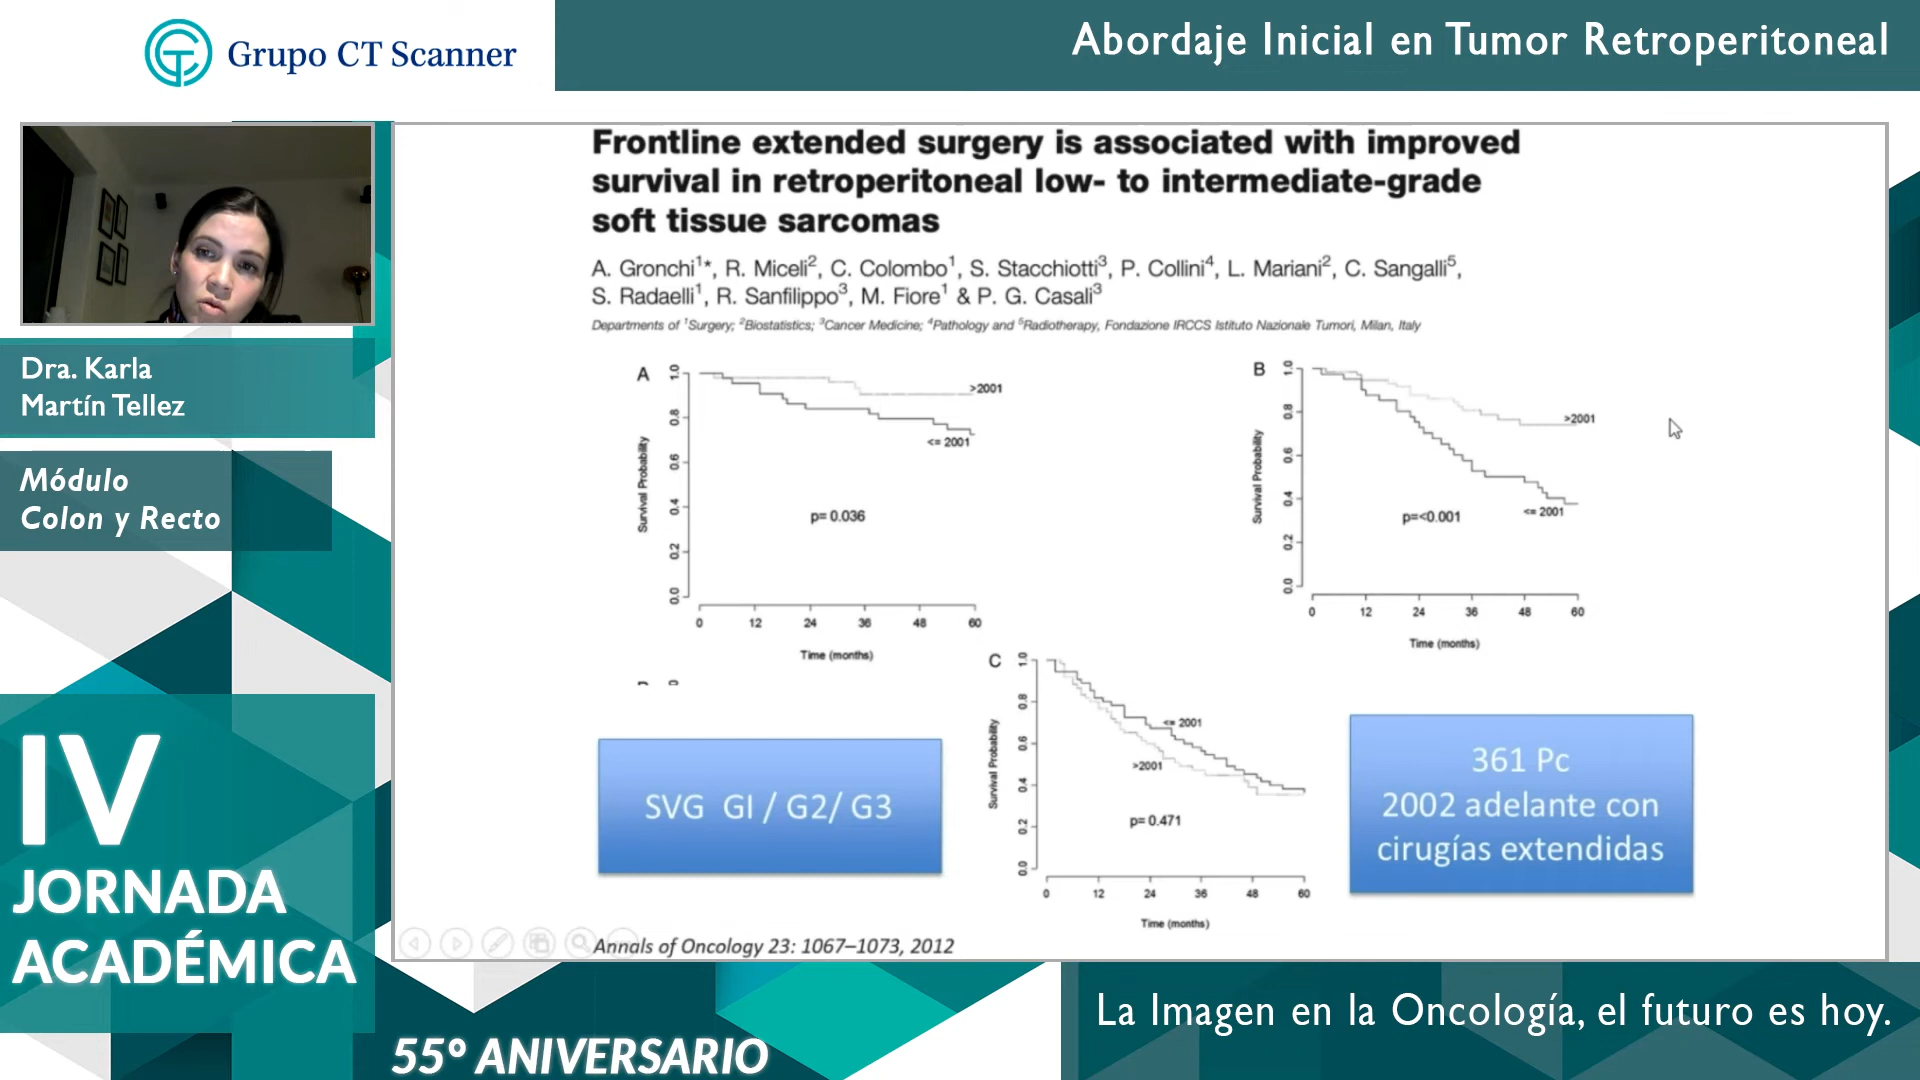 Grupo CT Scanner
Abordaje Inicial en Tumor Retroperitoneal
Dra. Karla
Martín Tellez
Módulo
Colon y Recto
IV
JORNADA
ACADÉMICA
55º ANIVERSARIO
La Imagen en la Oncología, el futuro es hoy.
Frontline extended surgery is associated with improved
survival in retroperitoneal low- to intermediate-grade
soft tissue sarcomas
A. Gronchi1*, R. Miceli2, C. Colombo1, S. Stacchiotti3, P. Collini4, L. Mariani2, C. Sangalli5,
S. Radaelli1, R. Sanfilippo3, M. Fiore1 & P. G. Casali3
Departments of 1Surgery; 2Biostatistics; 3Cancer Medicine; 4Pathology and 5Radiotherapy, Fondazione IRCCS Istituto Nazionale Tumori, Milan, Italy
A
Survival Probability
1.0
0.8
0.6
0.4
0.2
0.0
>2001
<= 2001
p= 0.036
0 12 24 36 48 60
Time (months)
B
Survival Probability
1.0
0.8
0.6
0.4
0.2
0.0
>2001
<= 2001
p=<0.001
0 12 24 36 48 60
Time (months)
C
Survival Probability
1.0
0.8
0.6
0.4
0.2
0.0
<= 2001
>2001
p= 0.471
0 12 24 36 48 60
Time (months)
SVG GI / G2/ G3
361 Pc
2002 adelante con
cirugías extendidas
Annals of Oncology 23: 1067–1073, 2012